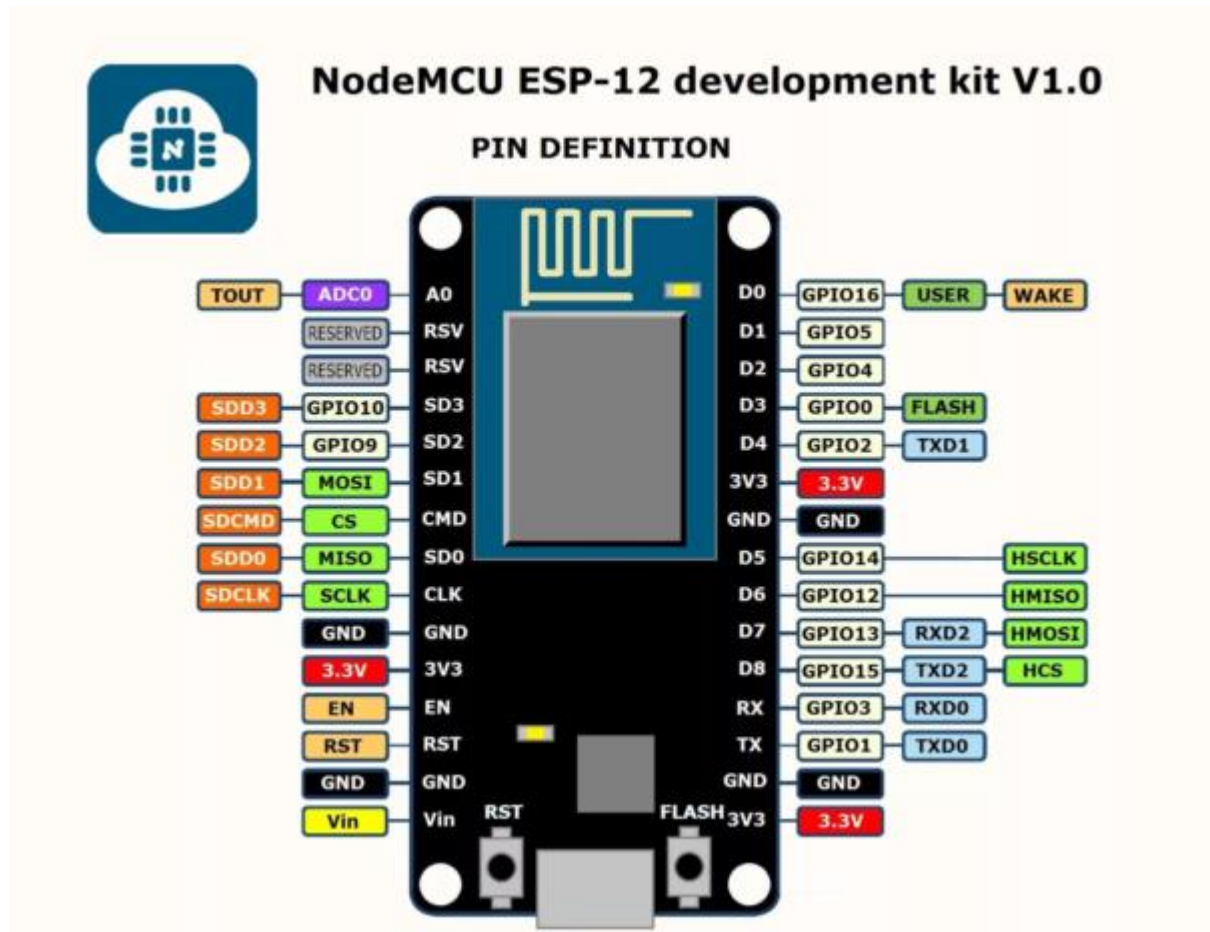 NodeMCU ESP-12 development kit V1.0
PIN DEFINITION
TOUT ADC0 A0 D0 GPIO16 USER WAKE
RESERVED RSV D1 GPIO5
RESERVED RSV D2 GPIO4
SDD3 GPIO10 SD3 D3 GPIO0 FLASH
SDD2 GPIO9 SD2 D4 GPIO2 TXD1
SDD1 MOSI SD1 3V3 3.3V
SDCMD CS CMD GND GND
SDD0 MISO SD0 D5 GPIO14 HSCLK
SDCLK SCLK CLK D6 GPIO12 HMISO
GND GND D7 GPIO13 RXD2 HMOSI
3.3V 3V3 D8 GPIO15 TXD2 HCS
EN EN RX GPIO3 RXD0
RST RST TX GPIO1 TXD0
GND GND GND GND
Vin Vin RST FLASH 3V3 3.3V